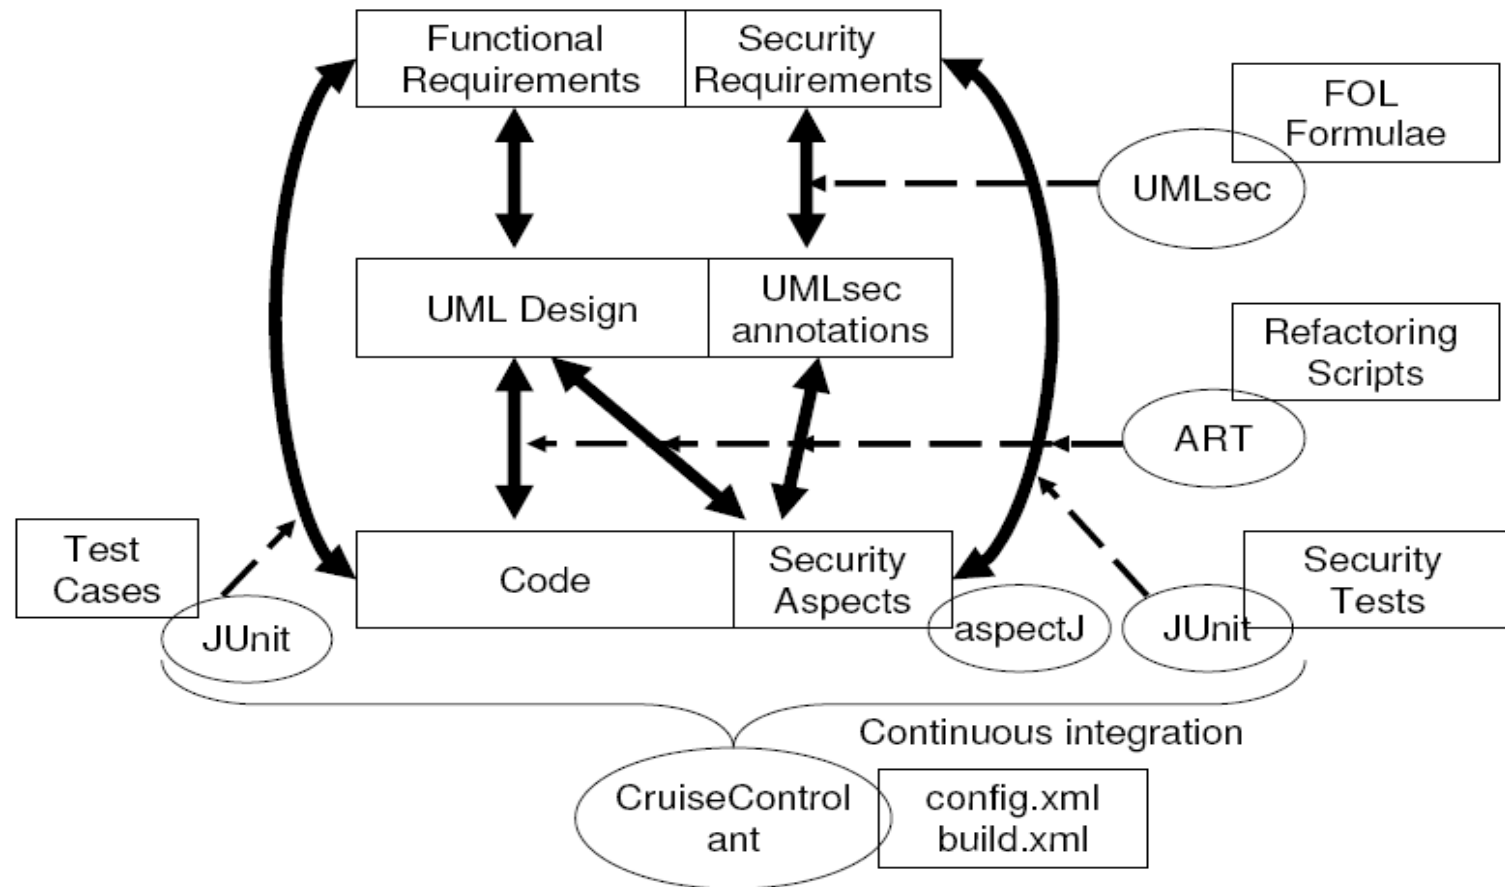 Functional
Requirements
Security
Requirements
FOL
Formulae
UMLsec
UML Design
UMLsec
annotations
Refactoring
Scripts
ART
Test
Cases
JUnit
Code
Security
Aspects
aspectJ
JUnit
Security
Tests
Continuous integration
CruiseControl
ant
config.xml
build.xml